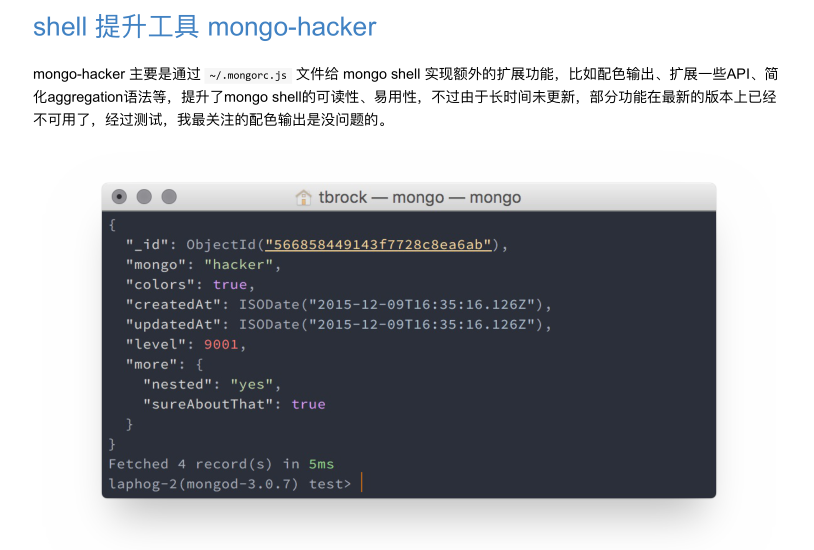 shell 提升工具 mongo-hacker
mongo-hacker 主要是通过 ~/.mongorc.js 文件给 mongo shell 实现额外的扩展功能，比如配色输出、扩展一些API、简
化aggregation语法等，提升了mongo shell的可读性、易用性，不过由于长时间未更新，部分功能在最新的版本上已经
不可用了，经过测试，我最关注的配色输出是没问题的。
tbrock — mongo — mongo
{
  "_id": ObjectId("566858449143f7728c8ea6ab"),
  "mongo": "hacker",
  "colors": true,
  "createdAt": ISODate("2015-12-09T16:35:16.126Z"),
  "updatedAt": ISODate("2015-12-09T16:35:16.126Z"),
  "level": 9001,
  "more": {
    "nested": "yes",
    "sureAboutThat": true
  }
}
Fetched 4 record(s) in 5ms
laphog-2(mongod-3.0.7) test>